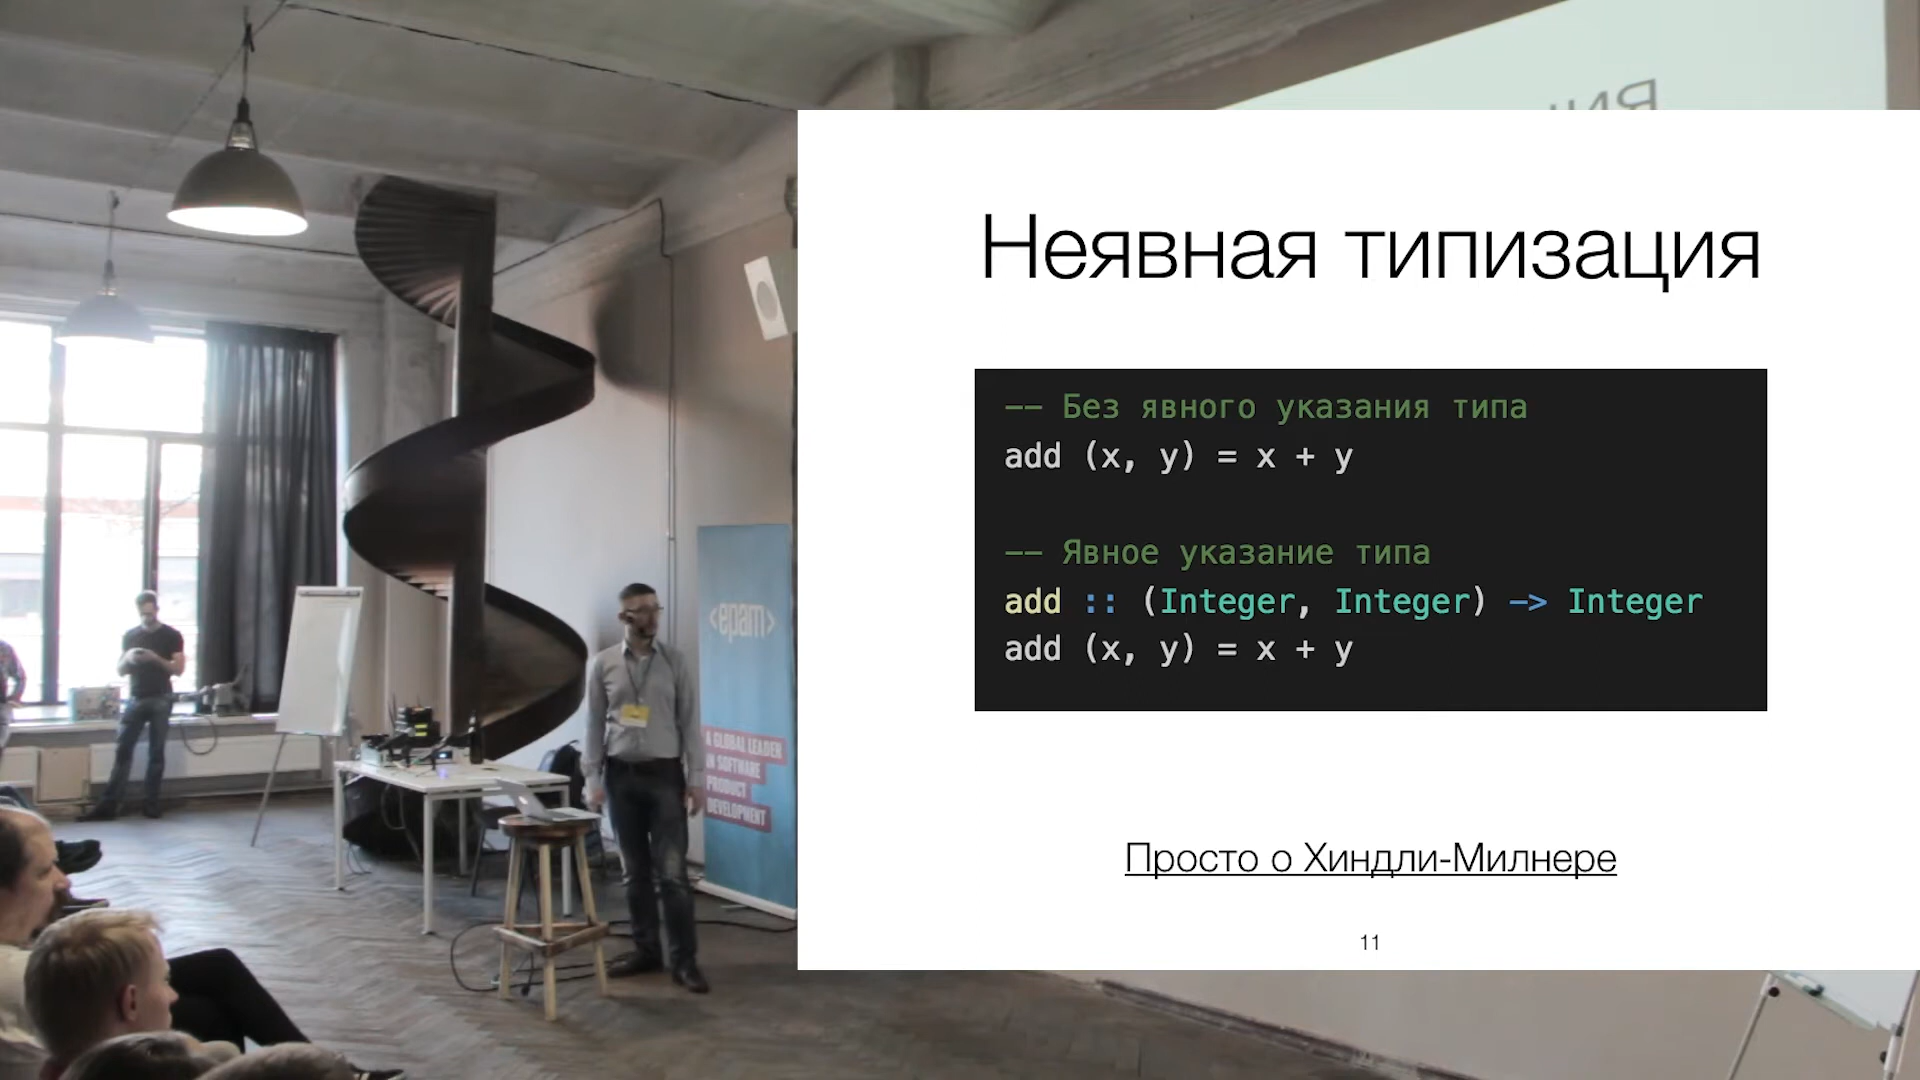 Неявная типизация
-- Без явного указания типа
add (x, y) = x + y
-- Явное указание типа
add :: (Integer, Integer) -> Integer
add (x, y) = x + y
Просто о Хиндли-Милнере
11
<epam>
A GLOBAL LEADER
IN SOFTWARE
PRODUCT
DEVELOPMENT